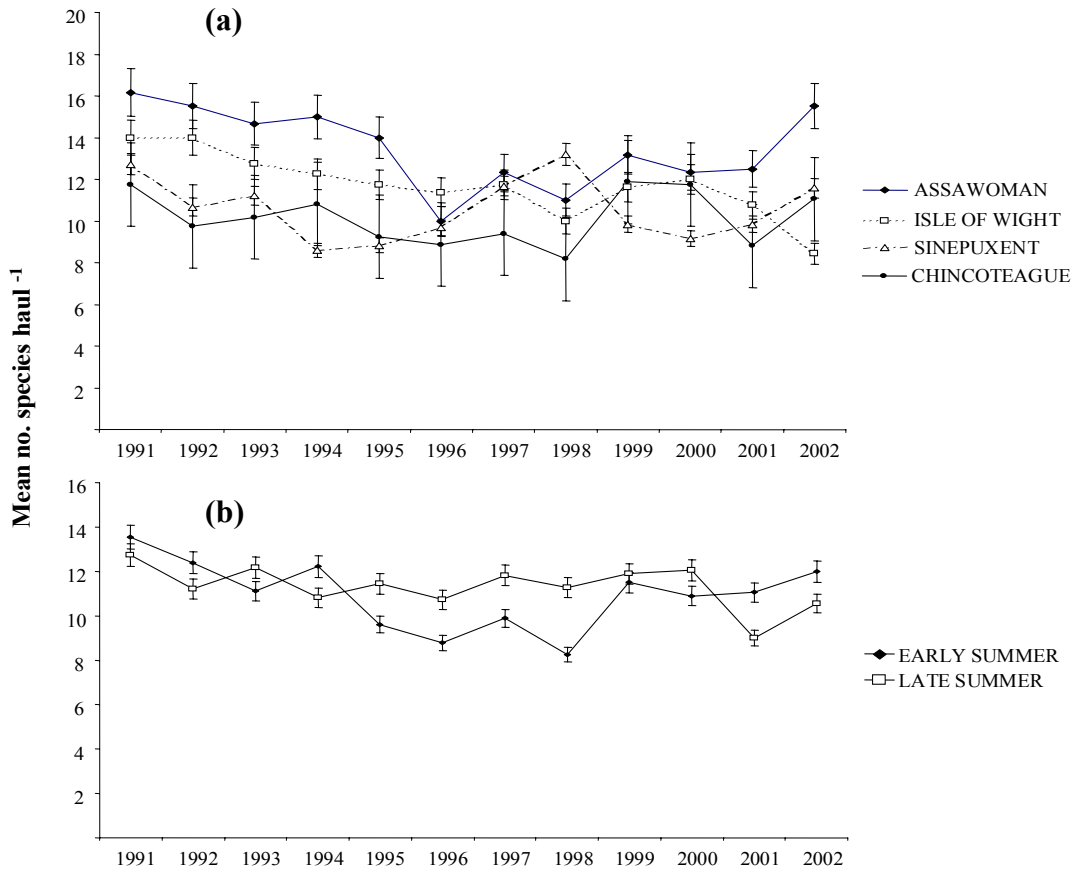 (a)
20
18
16
14
12
10
8
6
4
2
1991 1992 1993 1994 1995 1996 1997 1998 1999 2000 2001 2002
ASSAWOMAN
ISLE OF WIGHT
SINEPUXENT
CHINCOTEAGUE
Mean no. species haul -1
(b)
16
14
12
10
8
6
4
2
1991 1992 1993 1994 1995 1996 1997 1998 1999 2000 2001 2002
EARLY SUMMER
LATE SUMMER